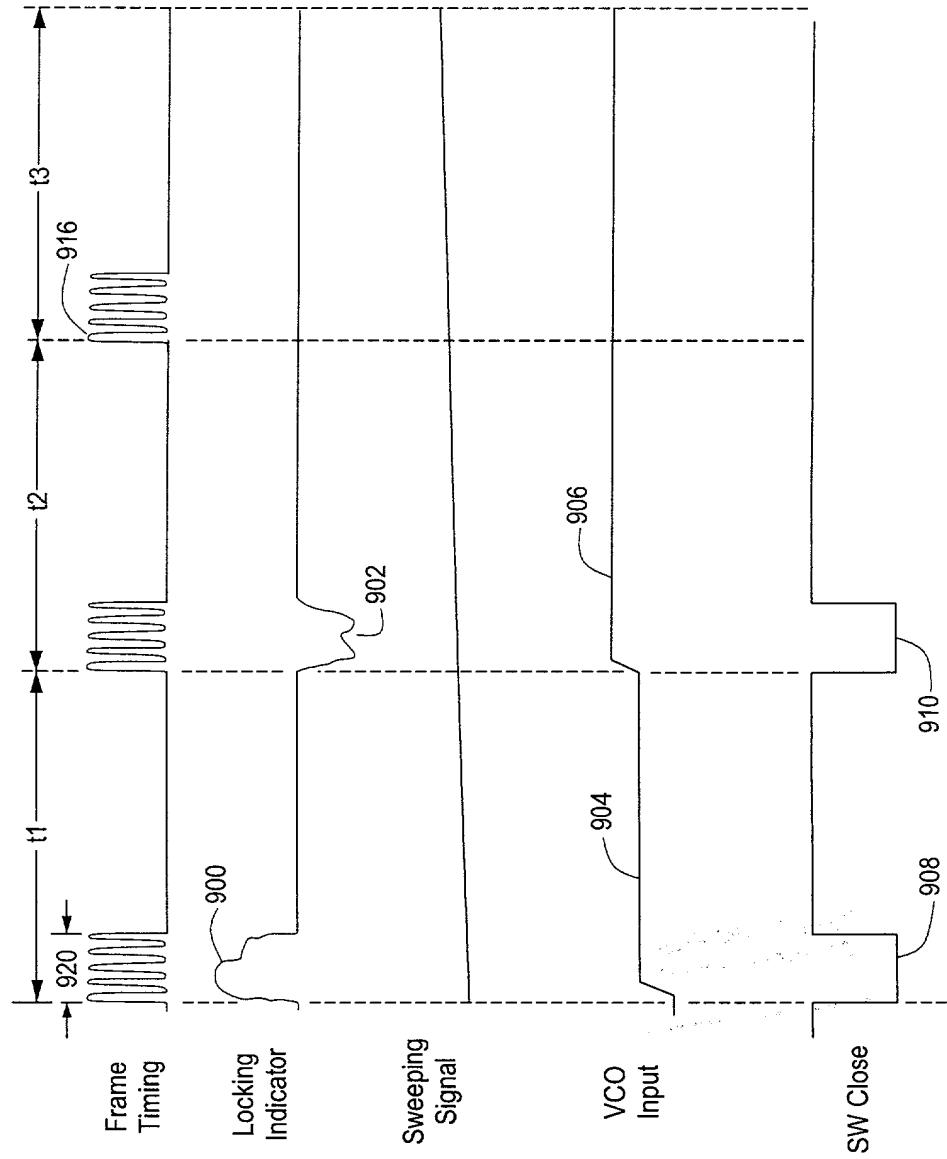 t1
t2
t3
920
916
Frame
Timing
900
Locking
Indicator
902
Sweeping
Signal
904
906
VCO
Input
908
910
SW Close